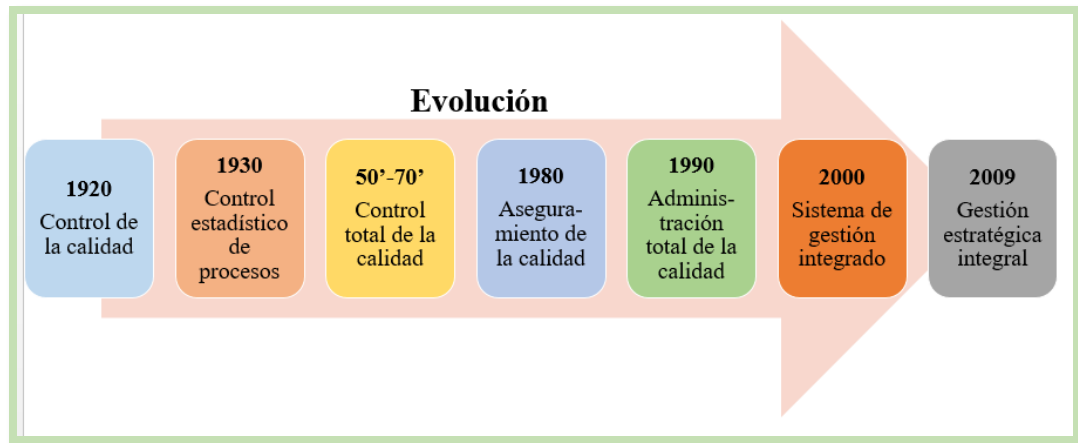 Evolución
1920
Control de
la calidad
1930
Control
estadístico
de
procesos
50’-70’
Control
total de la
calidad
1980
Asegura-
miento de
la calidad
1990
Adminis-
tración
total de la
calidad
2000
Sistema de
gestión
integrado
2009
Gestión
estratégica
integral